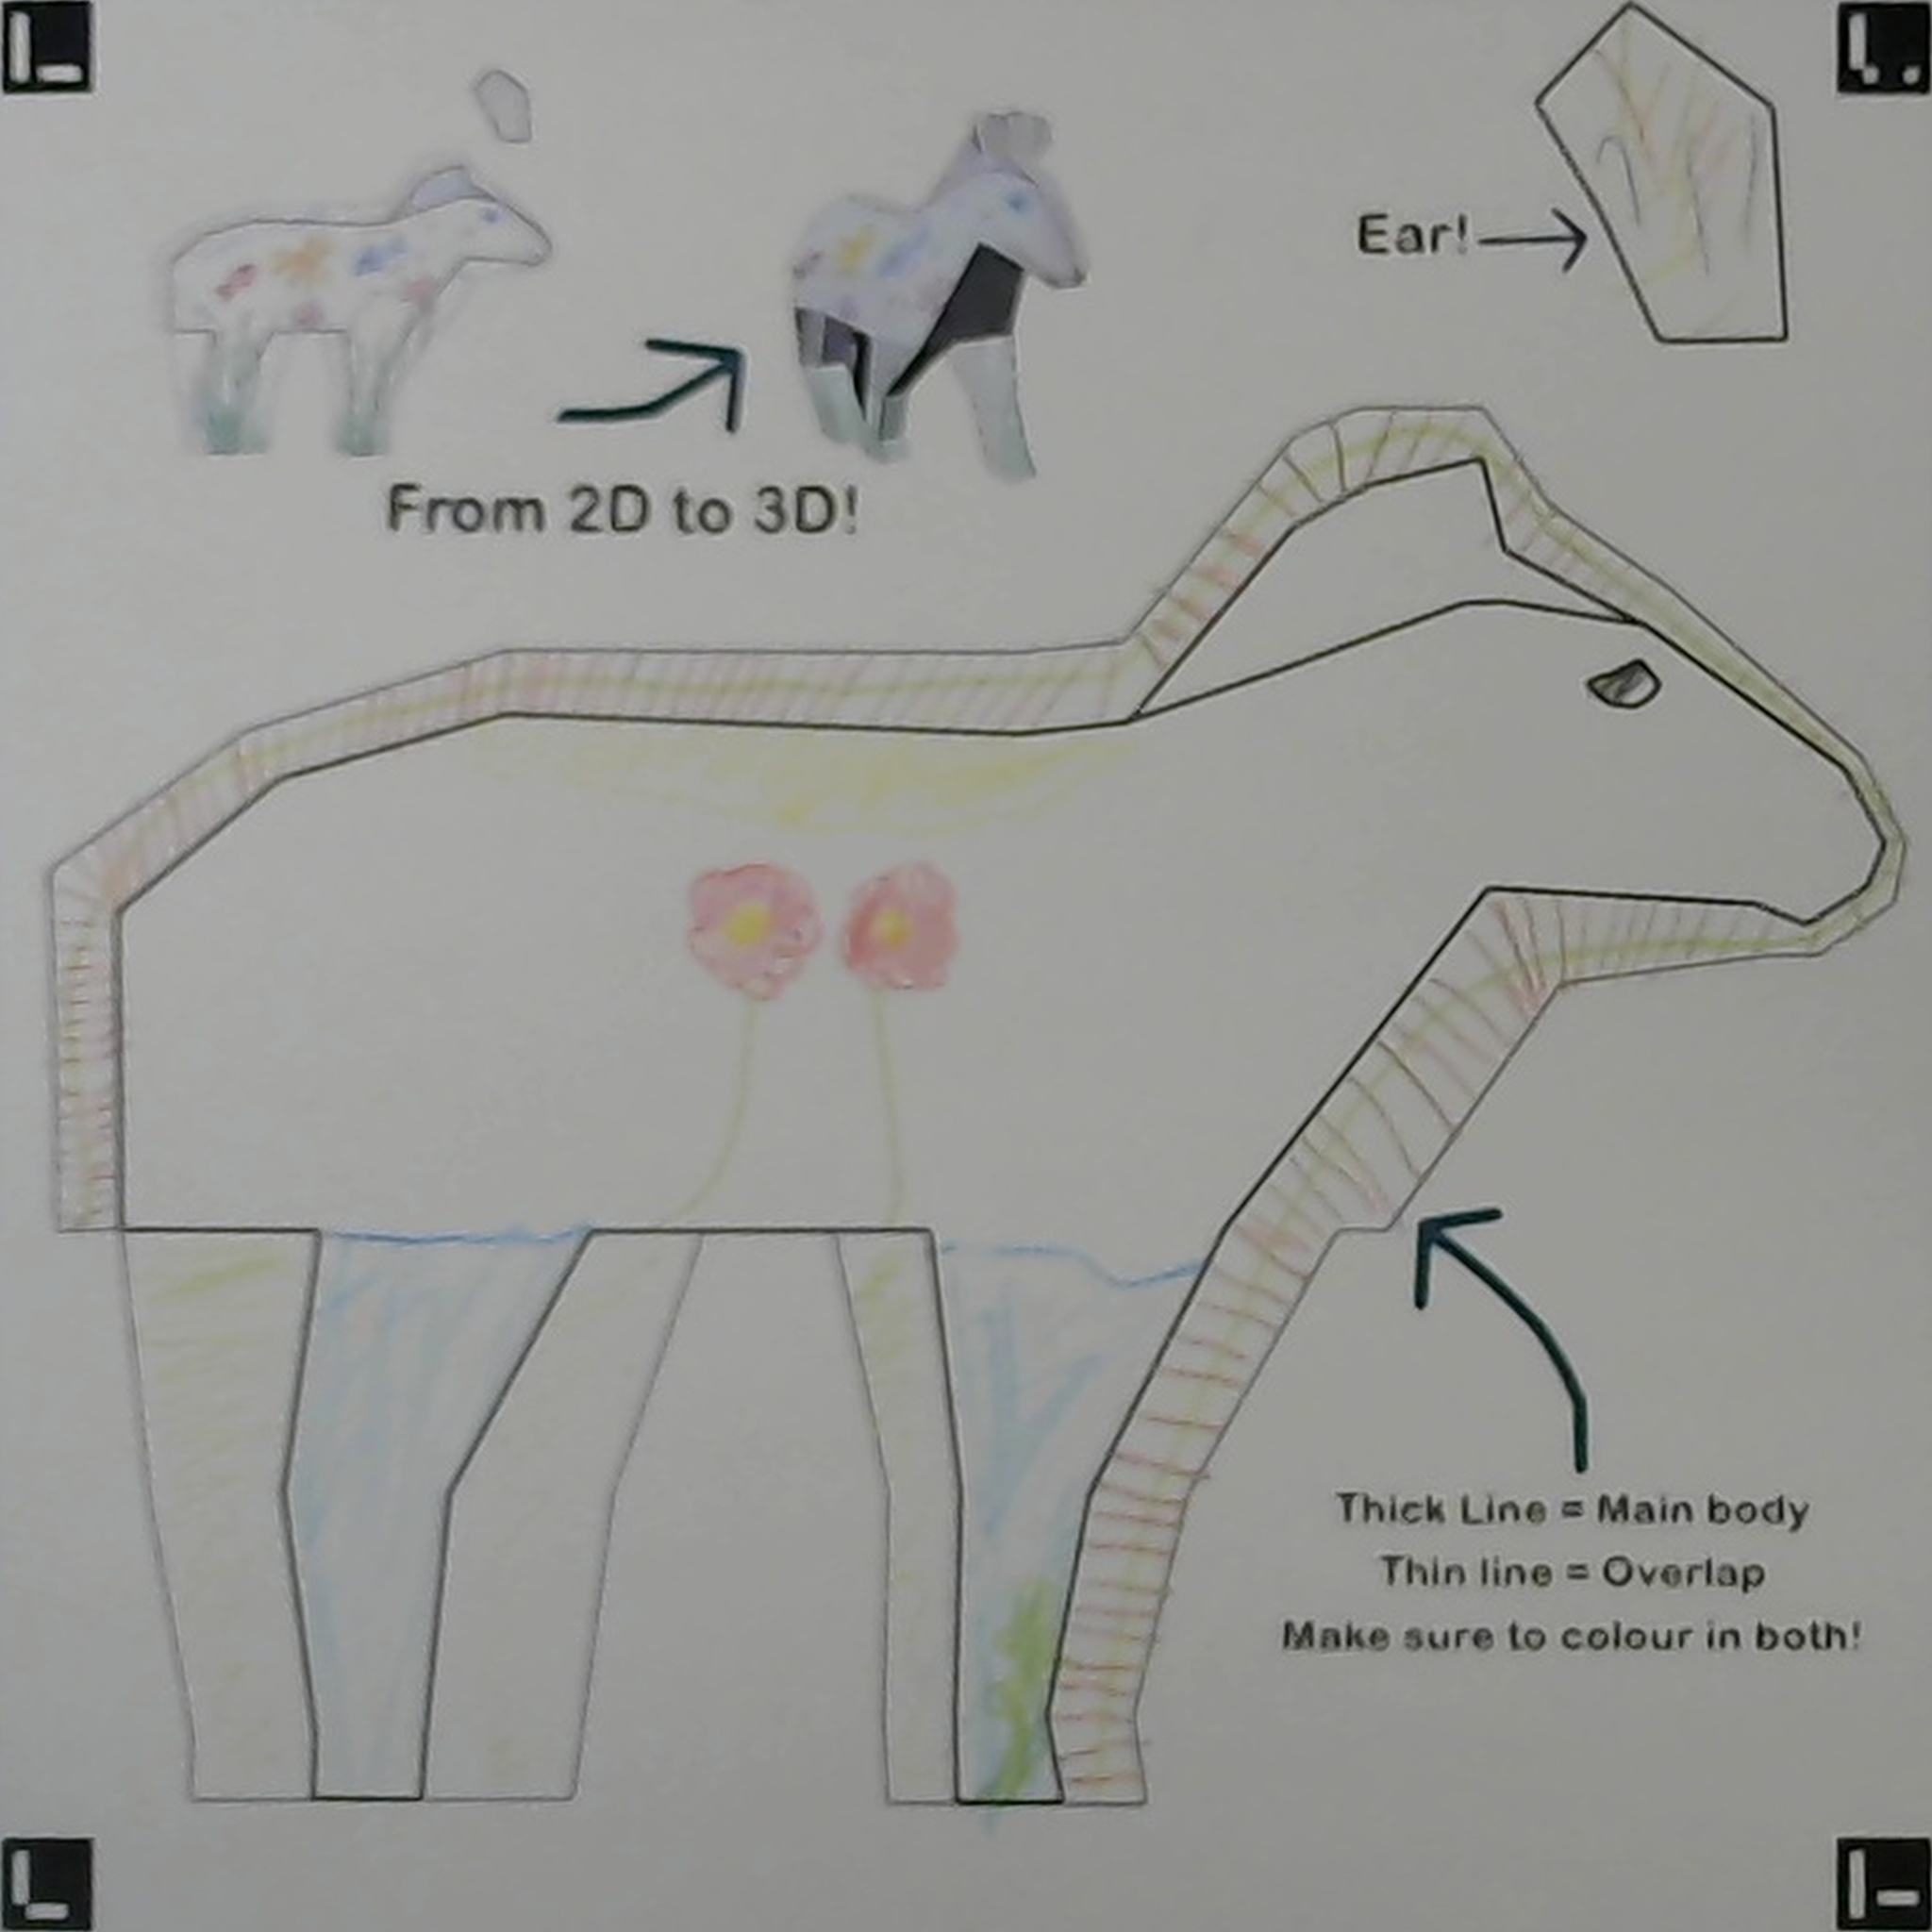 Ear!
From 2D to 3D!
Thick Line = Main body
Thin line = Overlap
Make sure to colour in both!